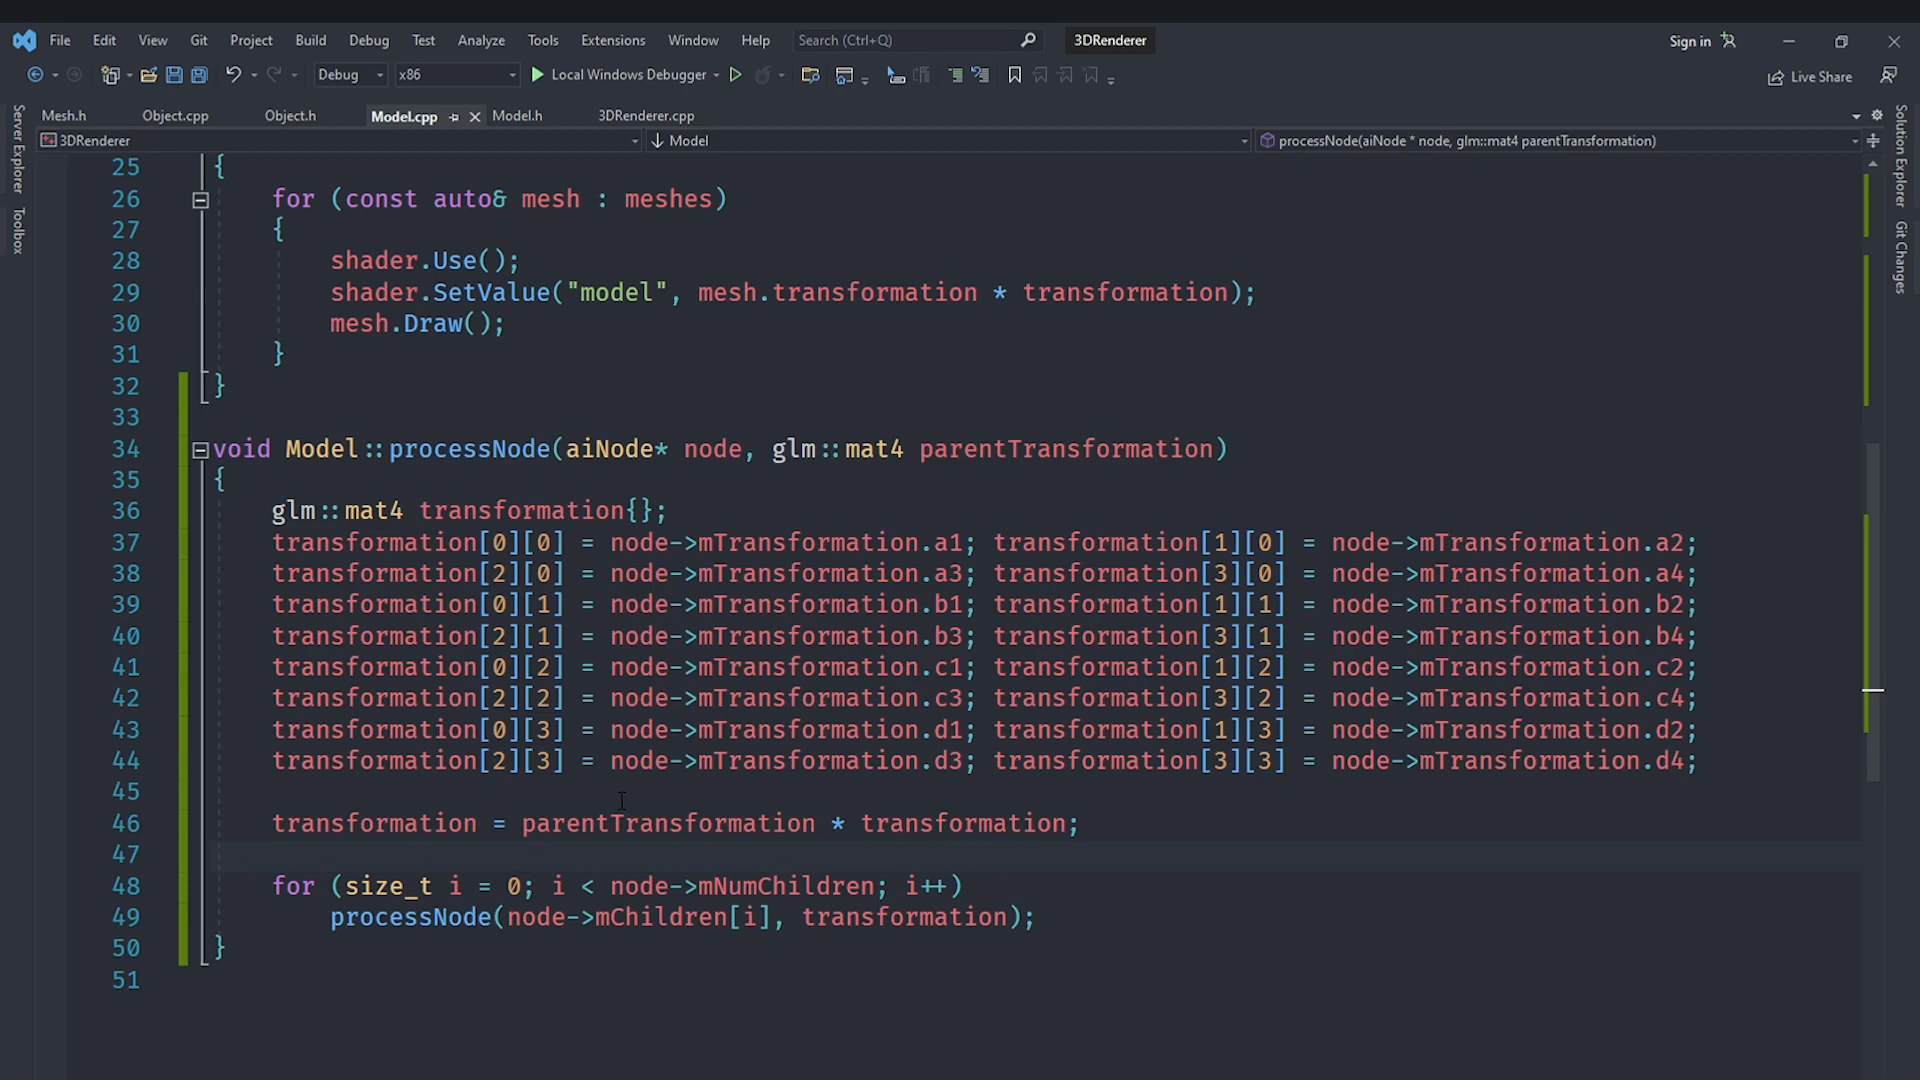 File Edit View Git Project Build Debug Test Analyze Tools Extensions Window Help Search (Ctrl+Q) 3DRenderer Sign in
Debug x86 Local Windows Debugger Live Share
Mesh.h Object.cpp Object.h Model.cpp Model.h 3DRenderer.cpp
3DRenderer Model processNode(aiNode * node, glm::mat4 parentTransformation)
Server Explorer
Toolbox
Solution Explorer
Git Changes
25 {
26 for (const auto& mesh : meshes)
27 {
28 shader.Use();
29 shader.SetValue("model", mesh.transformation * transformation);
30 mesh.Draw();
31 }
32 }
33
34 void Model::processNode(aiNode* node, glm::mat4 parentTransformation)
35 {
36 glm::mat4 transformation{};
37 transformation[0][0] = node->mTransformation.a1; transformation[1][0] = node->mTransformation.a2;
38 transformation[2][0] = node->mTransformation.a3; transformation[3][0] = node->mTransformation.a4;
39 transformation[0][1] = node->mTransformation.b1; transformation[1][1] = node->mTransformation.b2;
40 transformation[2][1] = node->mTransformation.b3; transformation[3][1] = node->mTransformation.b4;
41 transformation[0][2] = node->mTransformation.c1; transformation[1][2] = node->mTransformation.c2;
42 transformation[2][2] = node->mTransformation.c3; transformation[3][2] = node->mTransformation.c4;
43 transformation[0][3] = node->mTransformation.d1; transformation[1][3] = node->mTransformation.d2;
44 transformation[2][3] = node->mTransformation.d3; transformation[3][3] = node->mTransformation.d4;
45
46 transformation = parentTransformation * transformation;
47
48 for (size_t i = 0; i < node->mNumChildren; i++)
49 processNode(node->mChildren[i], transformation);
50 }
51